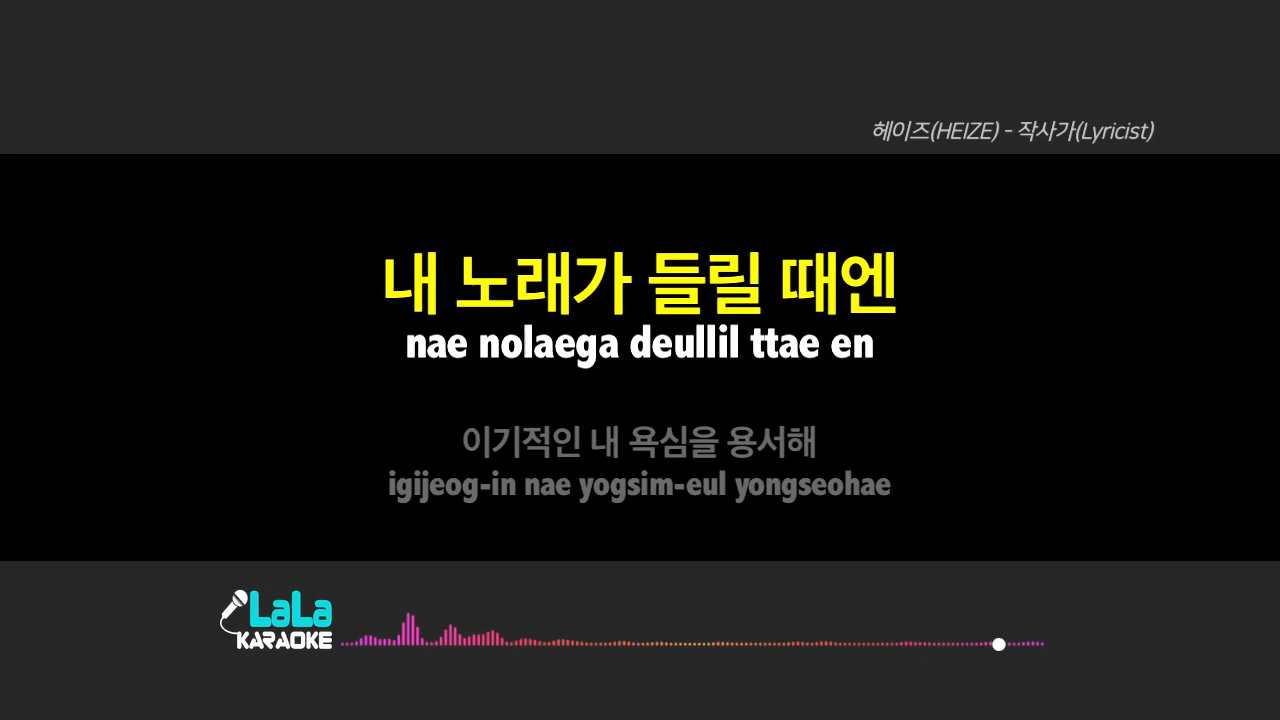 헤이즈(HEIZE) - 작사가(Lyricist)
내 노래가 들릴 때엔
nae nolaega deullil ttae en
이기적인 내 욕심을 용서해
igijeog-in nae yogsim-eul yongseohae
LaLa
KARAOKE